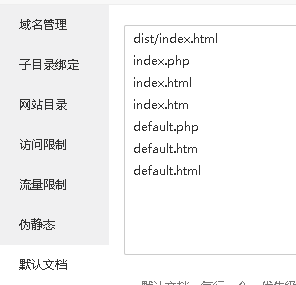 域名管理
子目录绑定
网站目录
访问限制
流量限制
伪静态
默认文档
dist/index.html
index.php
index.html
index.htm
default.php
default.htm
default.html